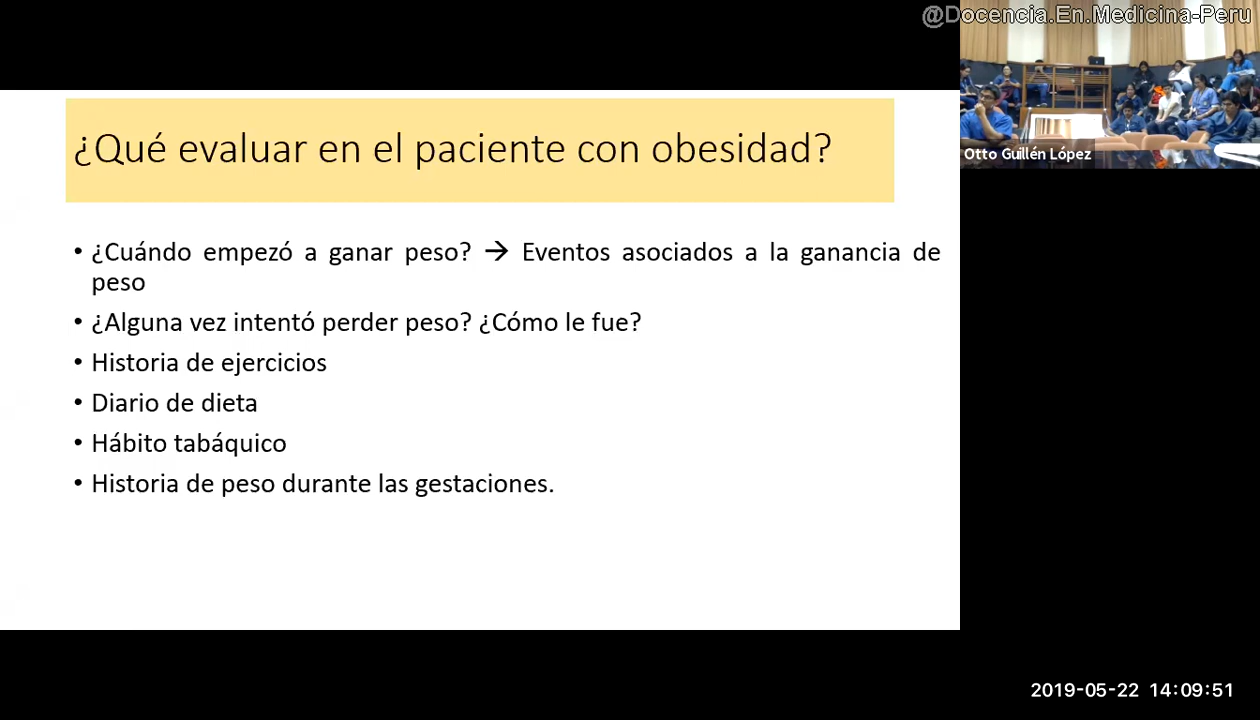 @Docencia.En.Medicina-Peru
¿Qué evaluar en el paciente con obesidad?
Otto Guillén López
• ¿Cuándo empezó a ganar peso? → Eventos asociados a la ganancia de
peso
• ¿Alguna vez intentó perder peso? ¿Cómo le fue?
• Historia de ejercicios
• Diario de dieta
• Hábito tabáquico
• Historia de peso durante las gestaciones.
2019-05-22 14:09:51